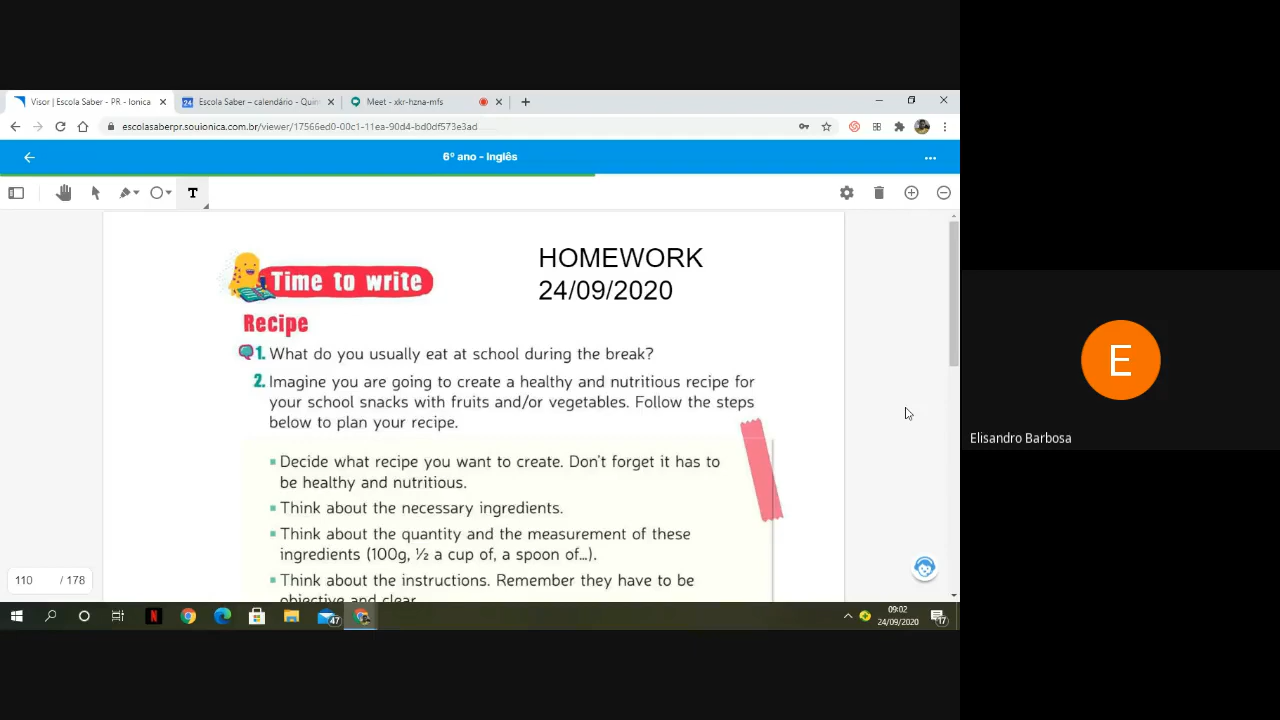 Visor | Escola Saber - PR - Ionica
Escola Saber – calendário - Quin
Meet - xkr-hzna-mfs
escolasaberpr.souionica.com.br/viewer/17566ed0-00c1-11ea-90d4-bd0df573e3ad
6º ano - Inglês
T
HOMEWORK
24/09/2020
Time to write
Recipe
1. What do you usually eat at school during the break?
2. Imagine you are going to create a healthy and nutritious recipe for
your school snacks with fruits and/or vegetables. Follow the steps
below to plan your recipe.
▪ Decide what recipe you want to create. Don't forget it has to
be healthy and nutritious.
▪ Think about the necessary ingredients.
▪ Think about the quantity and the measurement of these
ingredients (100g, ½ a cup of, a spoon of...).
▪ Think about the instructions. Remember they have to be
objective and clear.
110 / 178
E
Elisandro Barbosa
47
09:02
24/09/2020
17